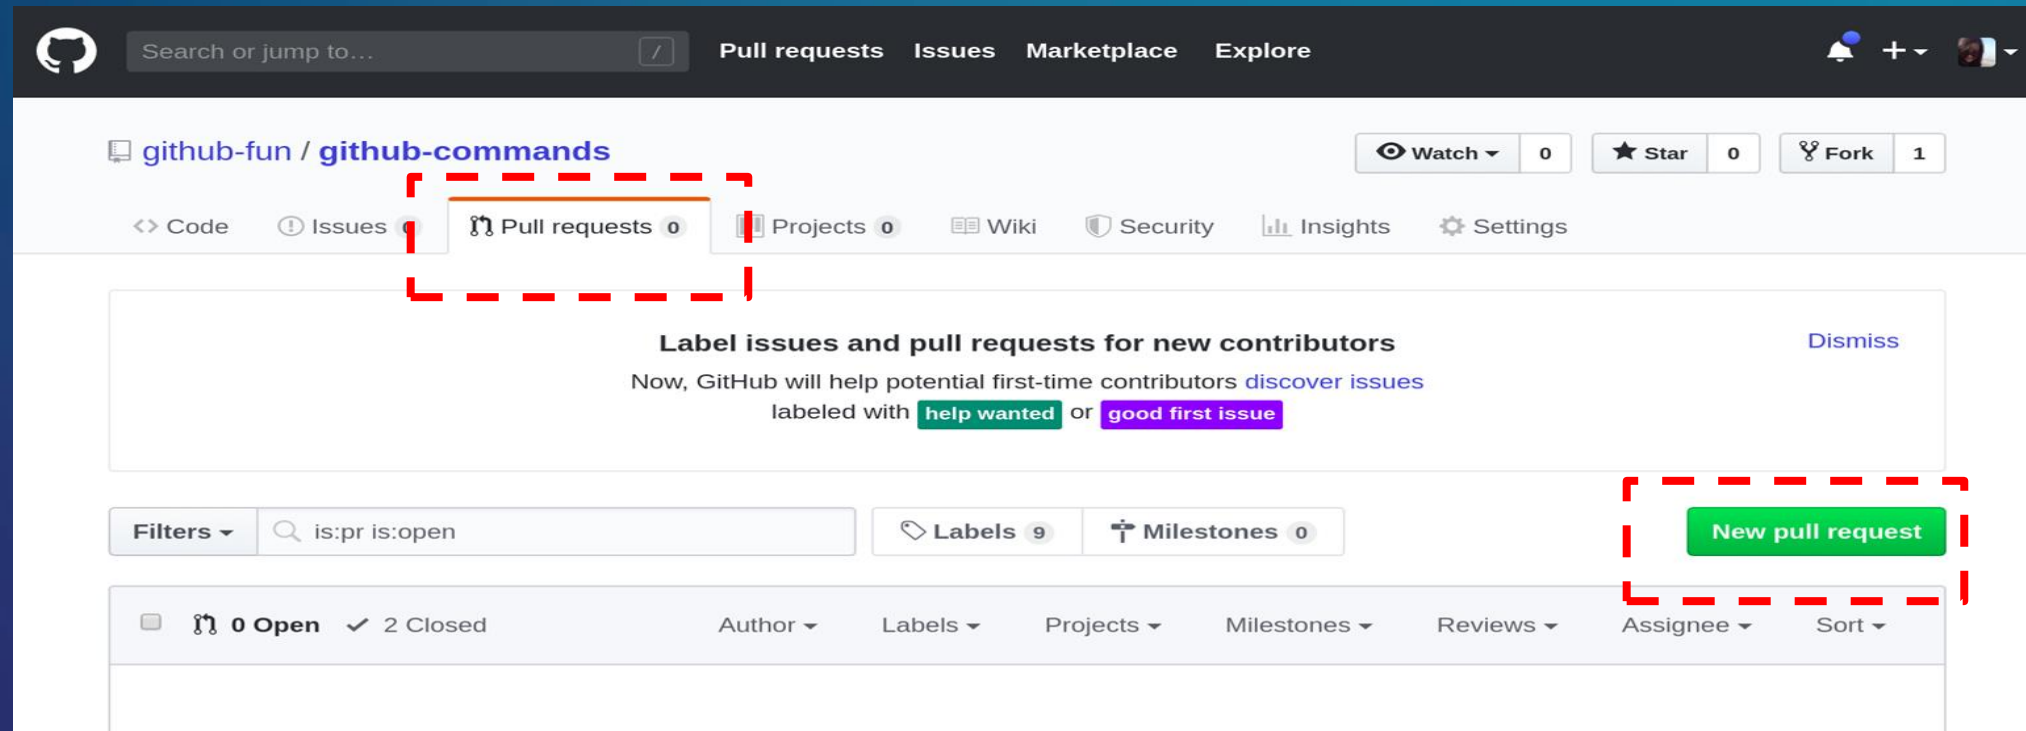 Search or jump to... / Pull requests Issues Marketplace Explore
github-fun / github-commands Watch 0 Star 0 Fork 1
<> Code Issues 0 Pull requests 0 Projects 0 Wiki Security Insights Settings
Label issues and pull requests for new contributors Dismiss
Now, GitHub will help potential first-time contributors discover issues
labeled with help wanted or good first issue
Filters is:pr is:open Labels 9 Milestones 0 New pull request
0 Open 2 Closed Author Labels Projects Milestones Reviews Assignee Sort